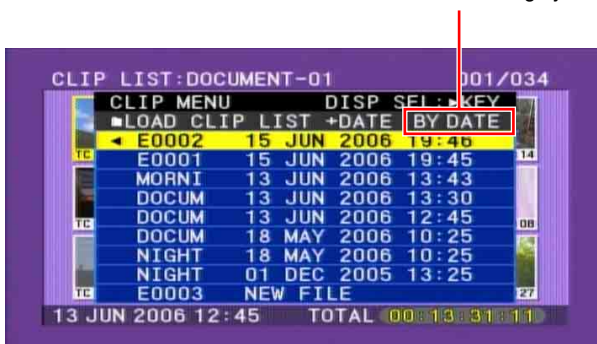 CLIP LIST:DOCUMENT-01 001/034
CLIP MENU DISP SEL:►KEY
LOAD CLIP LIST +DATE BY DATE
◄ E0002 15 JUN 2006 19:46
E0001 15 JUN 2006 19:45
MORNI 13 JUN 2006 13:43
DOCUM 13 JUN 2006 13:30
DOCUM 13 JUN 2006 12:45
DOCUM 18 MAY 2006 10:25
NIGHT 18 MAY 2006 10:25
NIGHT 01 DEC 2005 13:25
E0003 NEW FILE
TC 14
TC 08
TC 27
13 JUN 2006 12:45 TOTAL 00:13:31:11